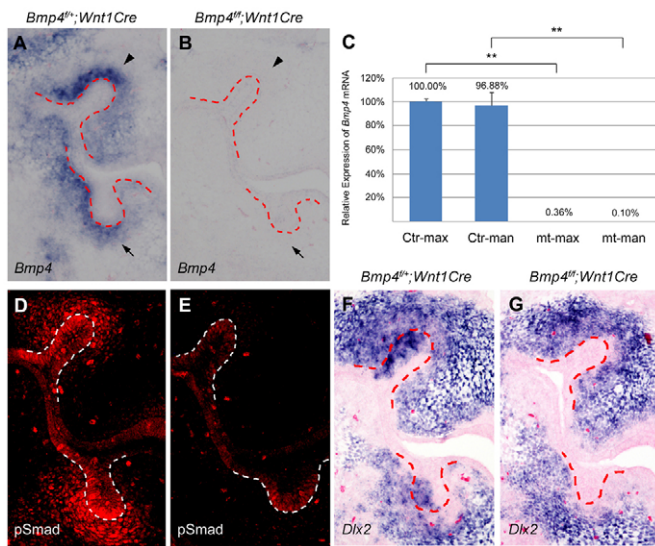 Bmp4f/+;Wnt1Cre
Bmp4f/f;Wnt1Cre
A
B
C
Bmp4
Bmp4
**
**
Relative Expression of Bmp4 mRNA
120%
100%
80%
60%
40%
20%
100.00%
96.88%
0.36%
0.10%
Ctr-max
Ctr-man
mt-max
mt-man
Bmp4f/+;Wnt1Cre
Bmp4f/f;Wnt1Cre
D
E
F
G
pSmad
pSmad
Dlx2
Dlx2